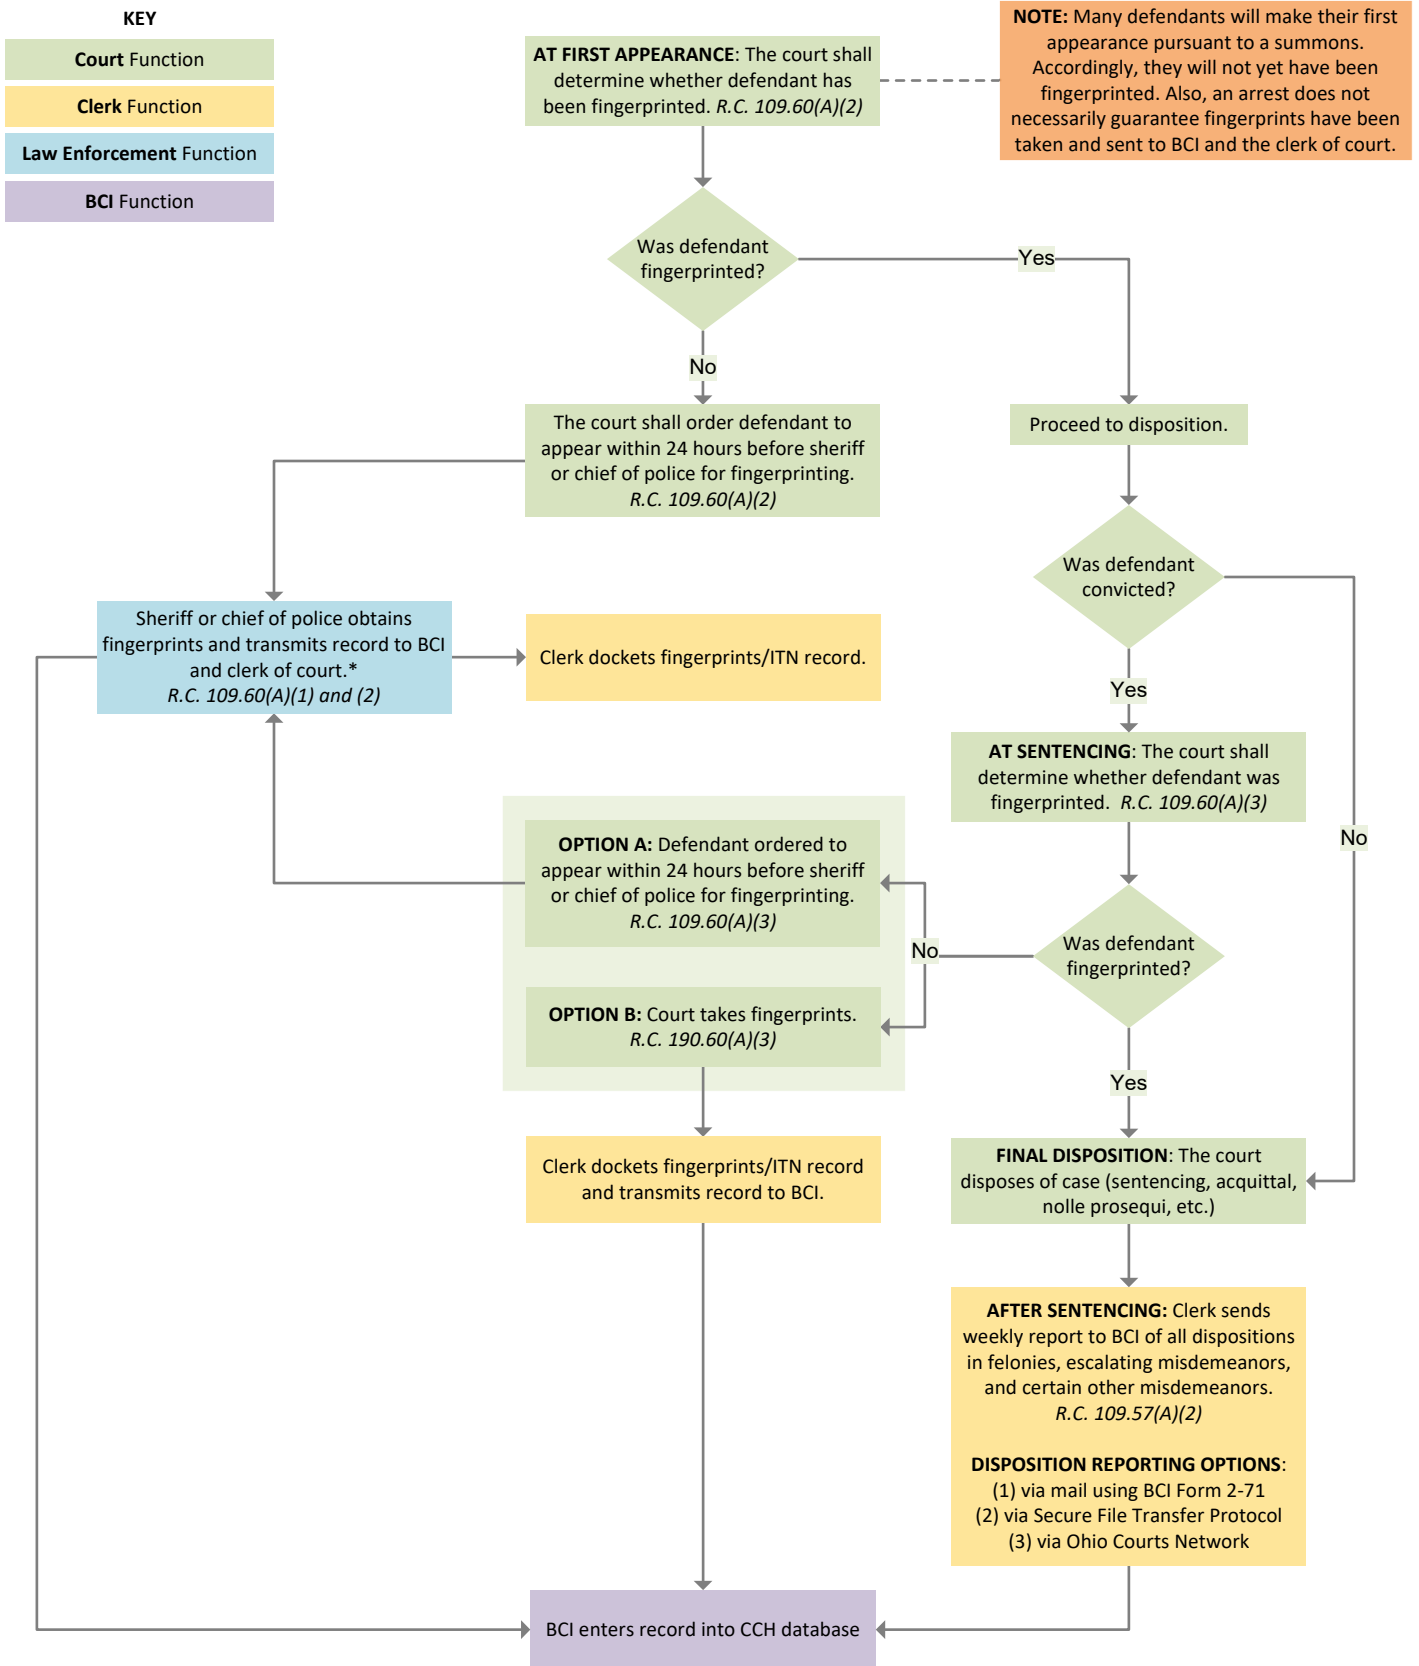 KEY
Court Function
Clerk Function
Law Enforcement Function
BCI Function
AT FIRST APPEARANCE: The court shall
determine whether defendant has
been fingerprinted. R.C. 109.60(A)(2)
NOTE: Many defendants will make their first
appearance pursuant to a summons.
Accordingly, they will not yet have been
fingerprinted. Also, an arrest does not
necessarily guarantee fingerprints have been
taken and sent to BCI and the clerk of court.
Was defendant
fingerprinted?
Yes
No
The court shall order defendant to
appear within 24 hours before sheriff
or chief of police for fingerprinting.
R.C. 109.60(A)(2)
Proceed to disposition.
Was defendant
convicted?
Sheriff or chief of police obtains
fingerprints and transmits record to BCI
and clerk of court.*
R.C. 109.60(A)(1) and (2)
Clerk dockets fingerprints/ITN record.
Yes
No
AT SENTENCING: The court shall
determine whether defendant was
fingerprinted.  R.C. 109.60(A)(3)
OPTION A: Defendant ordered to
appear within 24 hours before sheriff
or chief of police for fingerprinting.
R.C. 109.60(A)(3)
No
Was defendant
fingerprinted?
OPTION B: Court takes fingerprints.
R.C. 190.60(A)(3)
Yes
Clerk dockets fingerprints/ITN record
and transmits record to BCI.
FINAL DISPOSITION: The court
disposes of case (sentencing, acquittal,
nolle prosequi, etc.)
AFTER SENTENCING: Clerk sends
weekly report to BCI of all dispositions
in felonies, escalating misdemeanors,
and certain other misdemeanors.
R.C. 109.57(A)(2)
DISPOSITION REPORTING OPTIONS:
(1) via mail using BCI Form 2-71
(2) via Secure File Transfer Protocol
(3) via Ohio Courts Network
BCI enters record into CCH database